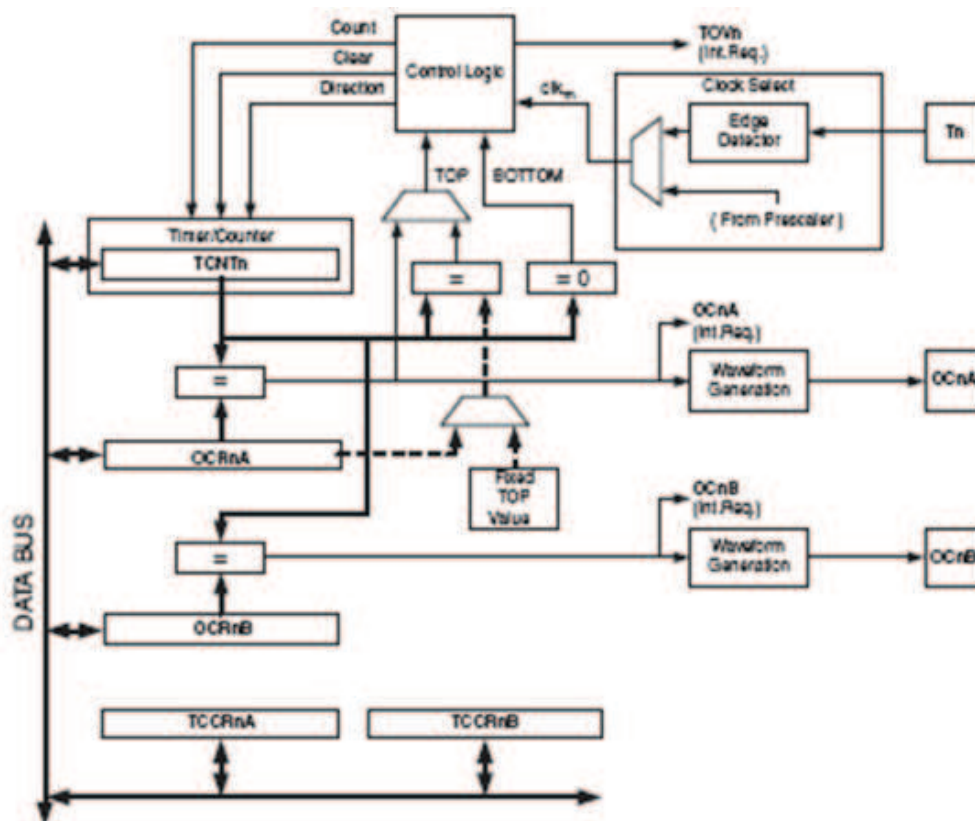 Count
Clear
Direction
Control Logic
TOVn
(Int.Req.)
clkTn
Clock Select
Edge
Detector
Tn
( From Prescaler )
TOP
BOTTOM
Timer/Counter
TCNTn
=
= 0
OCnA
(Int.Req.)
Waveform
Generation
OCnA
=
OCRnA
Fixed
TOP
Value
OCnB
(Int.Req.)
Waveform
Generation
OCnB
=
OCRnB
DATA BUS
TCCRnA
TCCRnB